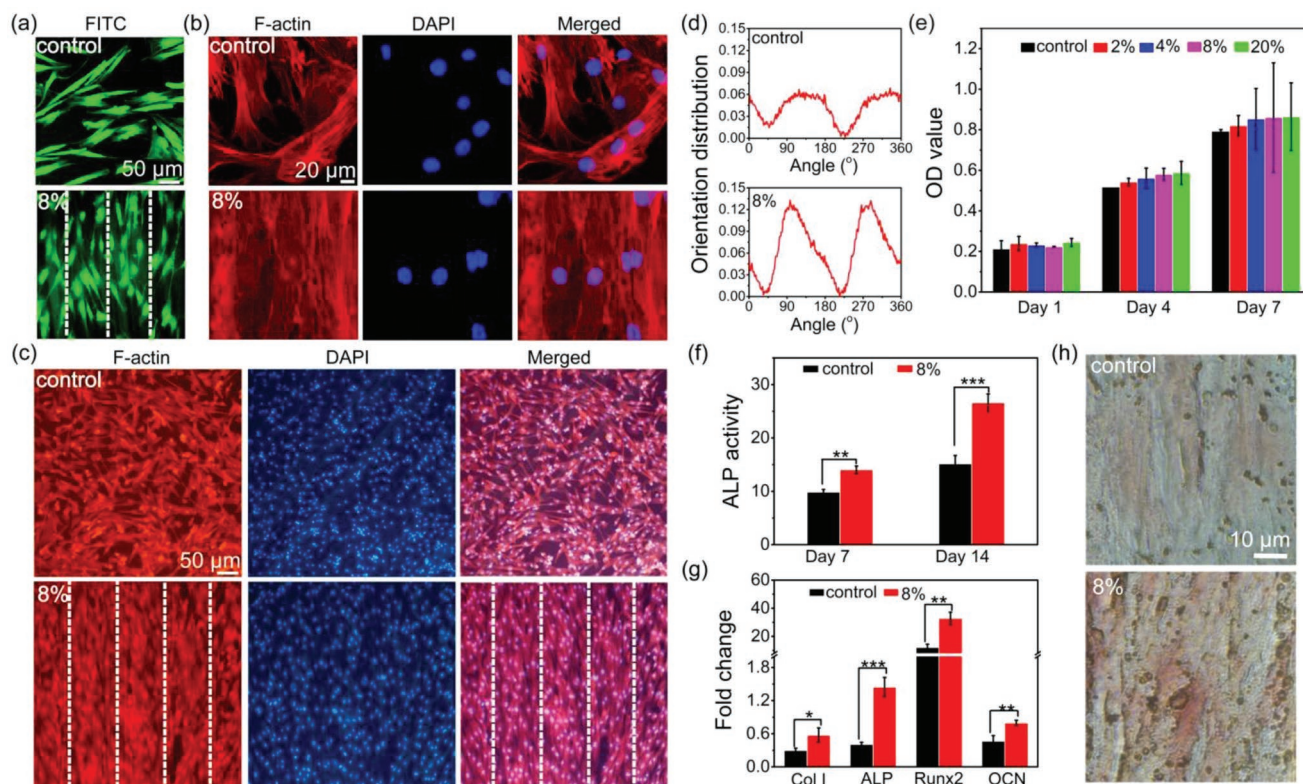 (a) FITC
control
50 µm
8%
(b) F-actin DAPI Merged
control
20 µm
8%
(c) F-actin DAPI Merged
control
50 µm
8%
(d)
Orientation distribution
control
0.15
0.12
0.09
0.06
0.03
0.00
0 90 180 270 360
Angle (°)
8%
0.15
0.12
0.09
0.06
0.03
0.00
0 90 180 270 360
Angle (°)
(e)
OD value
control 2% 4% 8% 20%
1.2
1.0
0.8
0.6
0.4
0.2
0.0
Day 1 Day 4 Day 7
(f)
ALP activity
control 8%
30
20
10
0
** ***
Day 7 Day 14
(g)
Fold change
control 8%
60
40
20
1.8
1.2
0.6
0.0
* *** ** **
Col I ALP Runx2 OCN
(h)
control
10 µm
8%